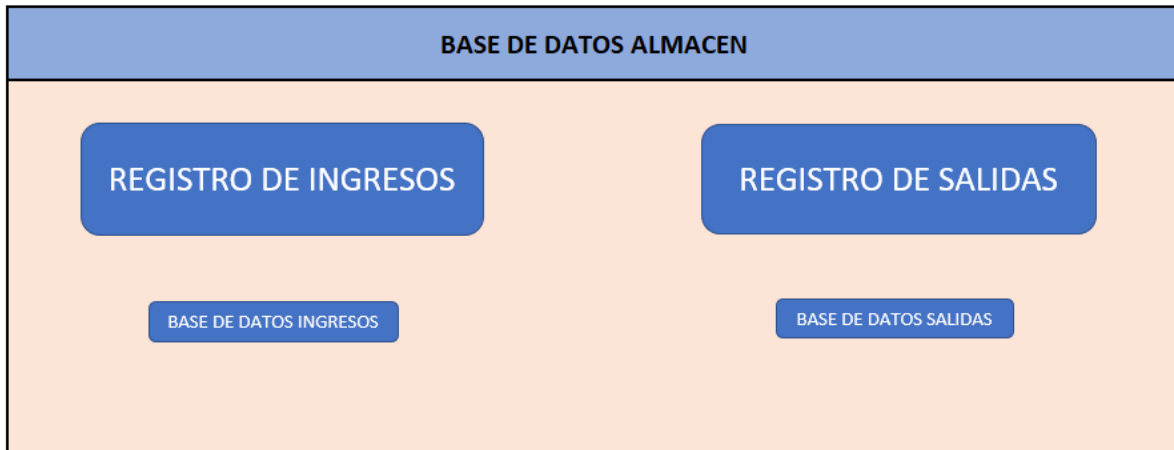 BASE DE DATOS ALMACEN
REGISTRO DE INGRESOS
REGISTRO DE SALIDAS
BASE DE DATOS INGRESOS
BASE DE DATOS SALIDAS